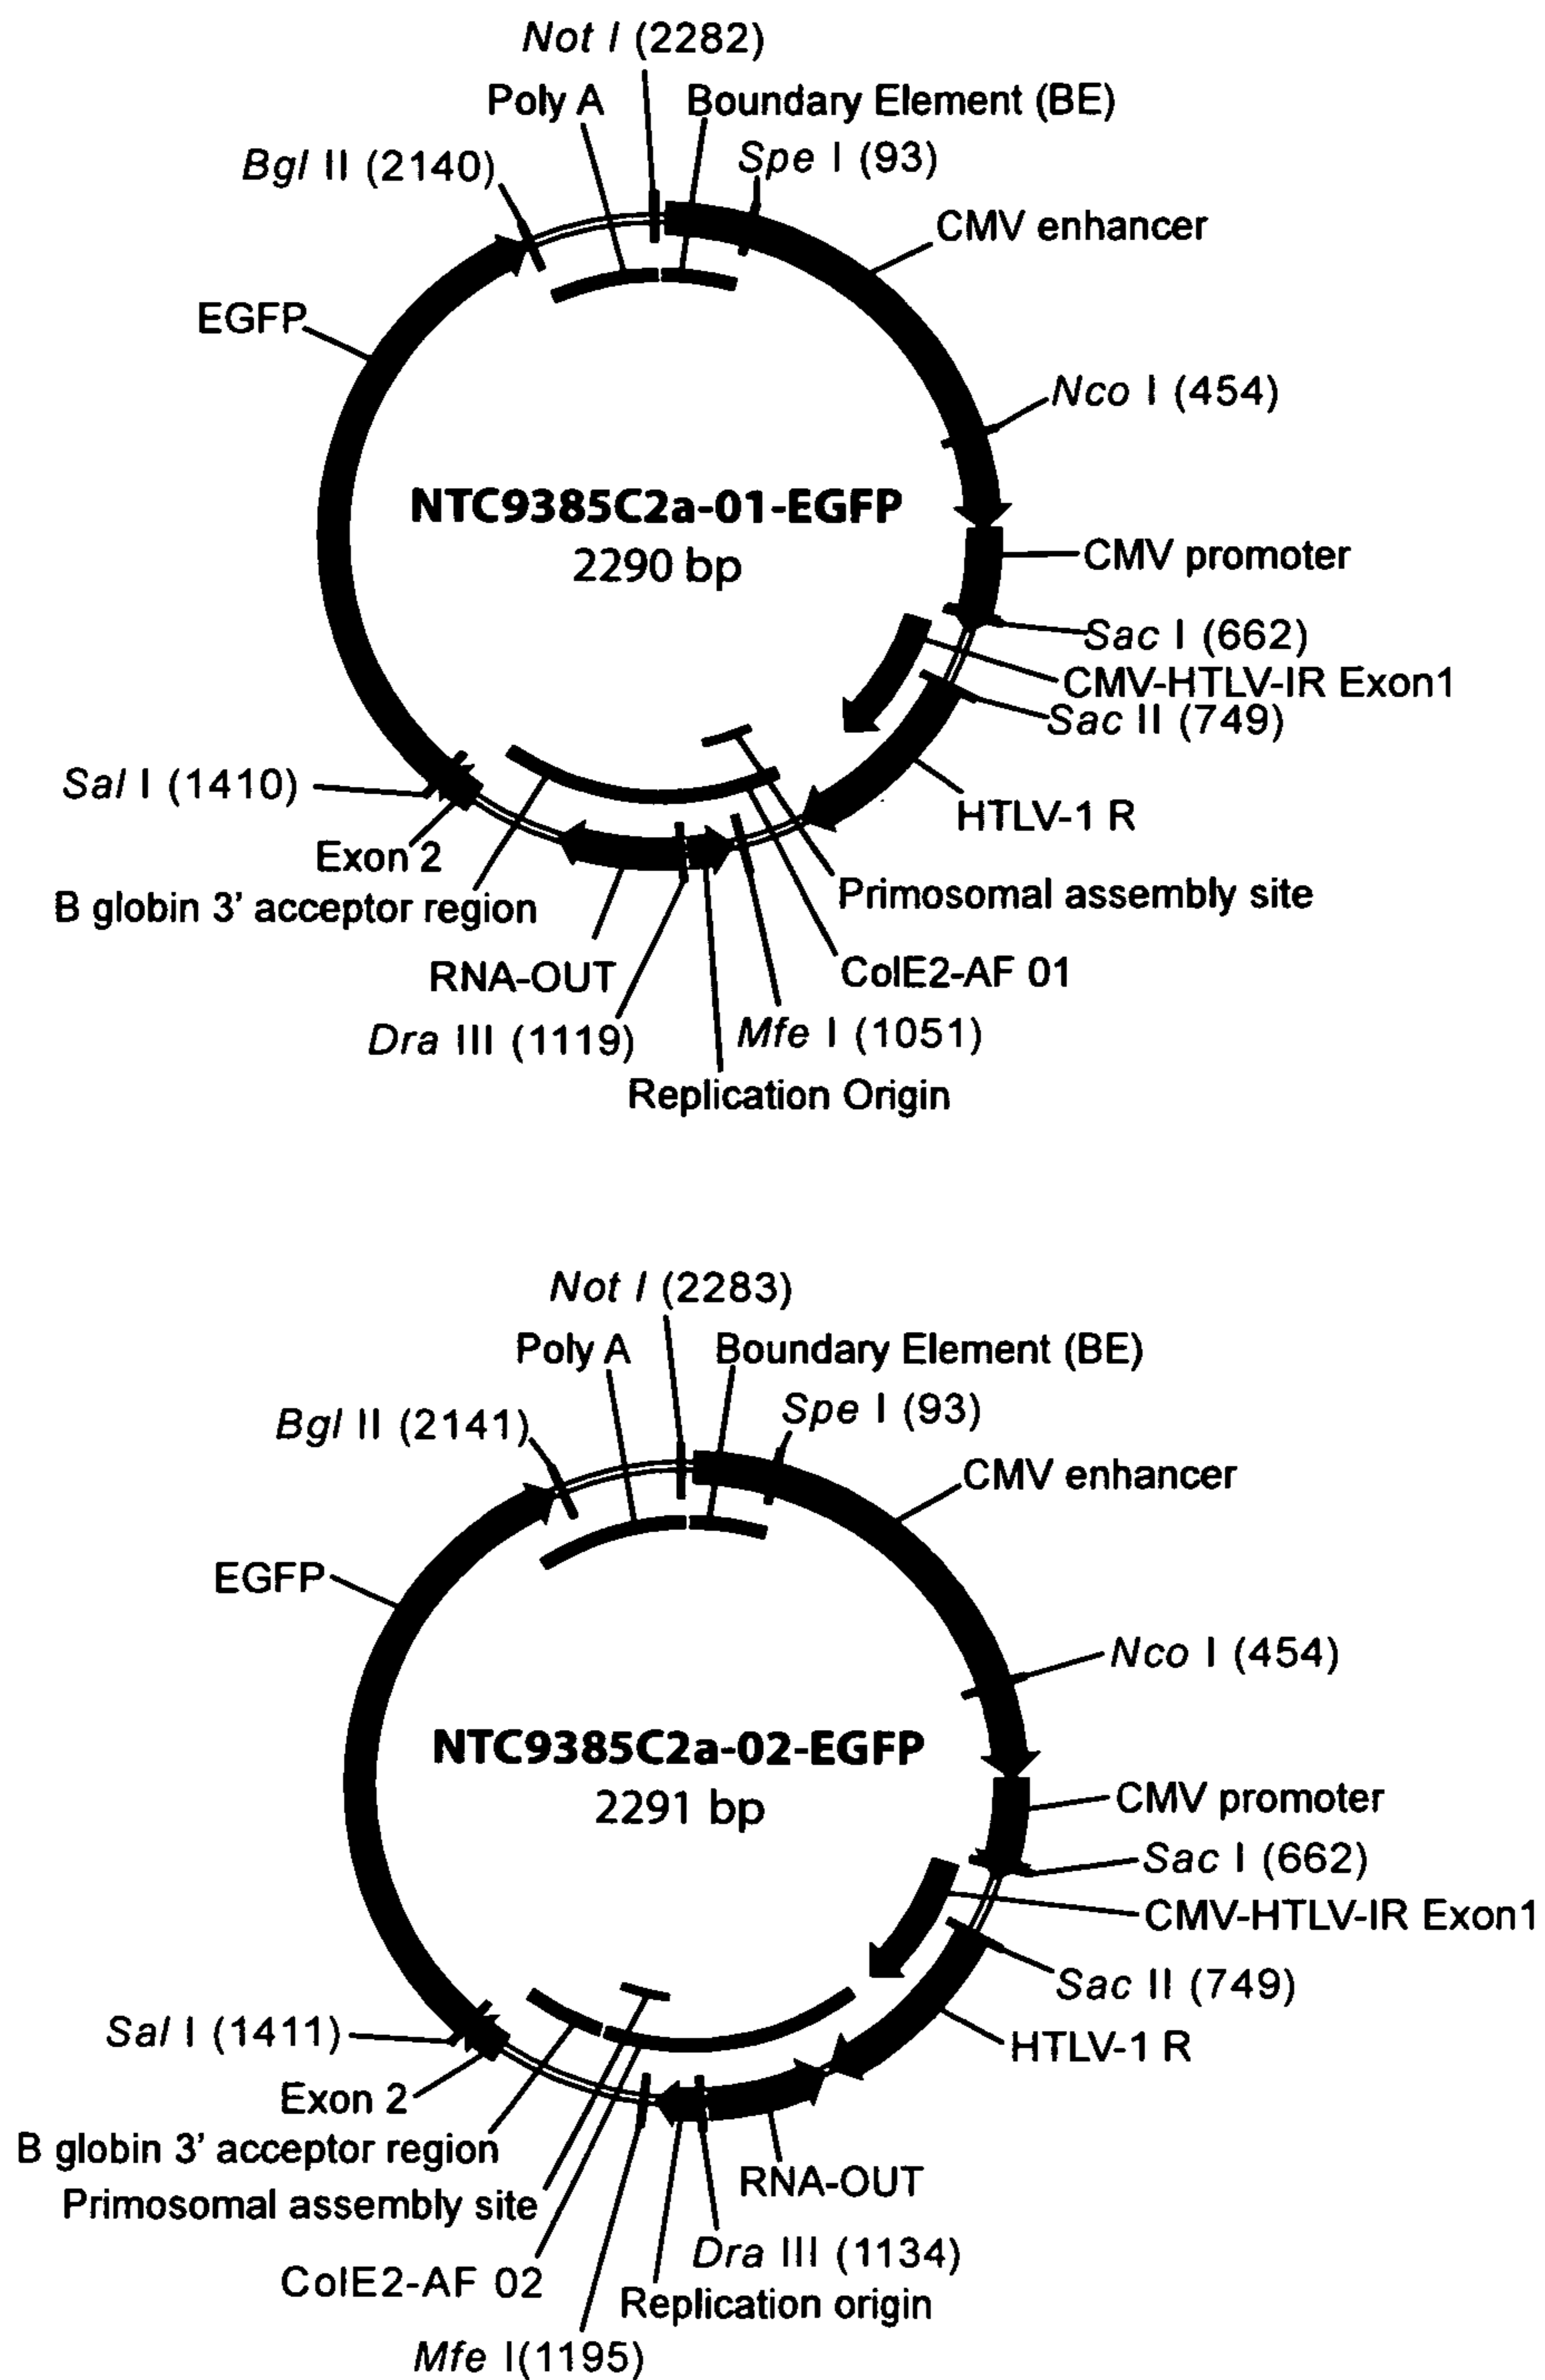 Not I (2282)
Poly A
Boundary Element (BE)
Bgl II (2140)
Spe I (93)
CMV enhancer
EGFP
Nco I (454)
NTC9385C2a-01-EGFP
2290 bp
CMV promoter
Sac I (662)
CMV-HTLV-IR Exon1
Sac II (749)
Sal I (1410)
HTLV-1 R
Exon 2
B globin 3' acceptor region
Primosomal assembly site
RNA-OUT
ColE2-AF 01
Dra III (1119)
Mfe I (1051)
Replication Origin
Not I (2283)
Poly A
Boundary Element (BE)
Bgl II (2141)
Spe I (93)
CMV enhancer
EGFP
Nco I (454)
NTC9385C2a-02-EGFP
2291 bp
CMV promoter
Sac I (662)
CMV-HTLV-IR Exon1
Sac II (749)
Sal I (1411)
HTLV-1 R
Exon 2
B globin 3' acceptor region
RNA-OUT
Primosomal assembly site
Dra III (1134)
ColE2-AF 02
Replication origin
Mfe I(1195)